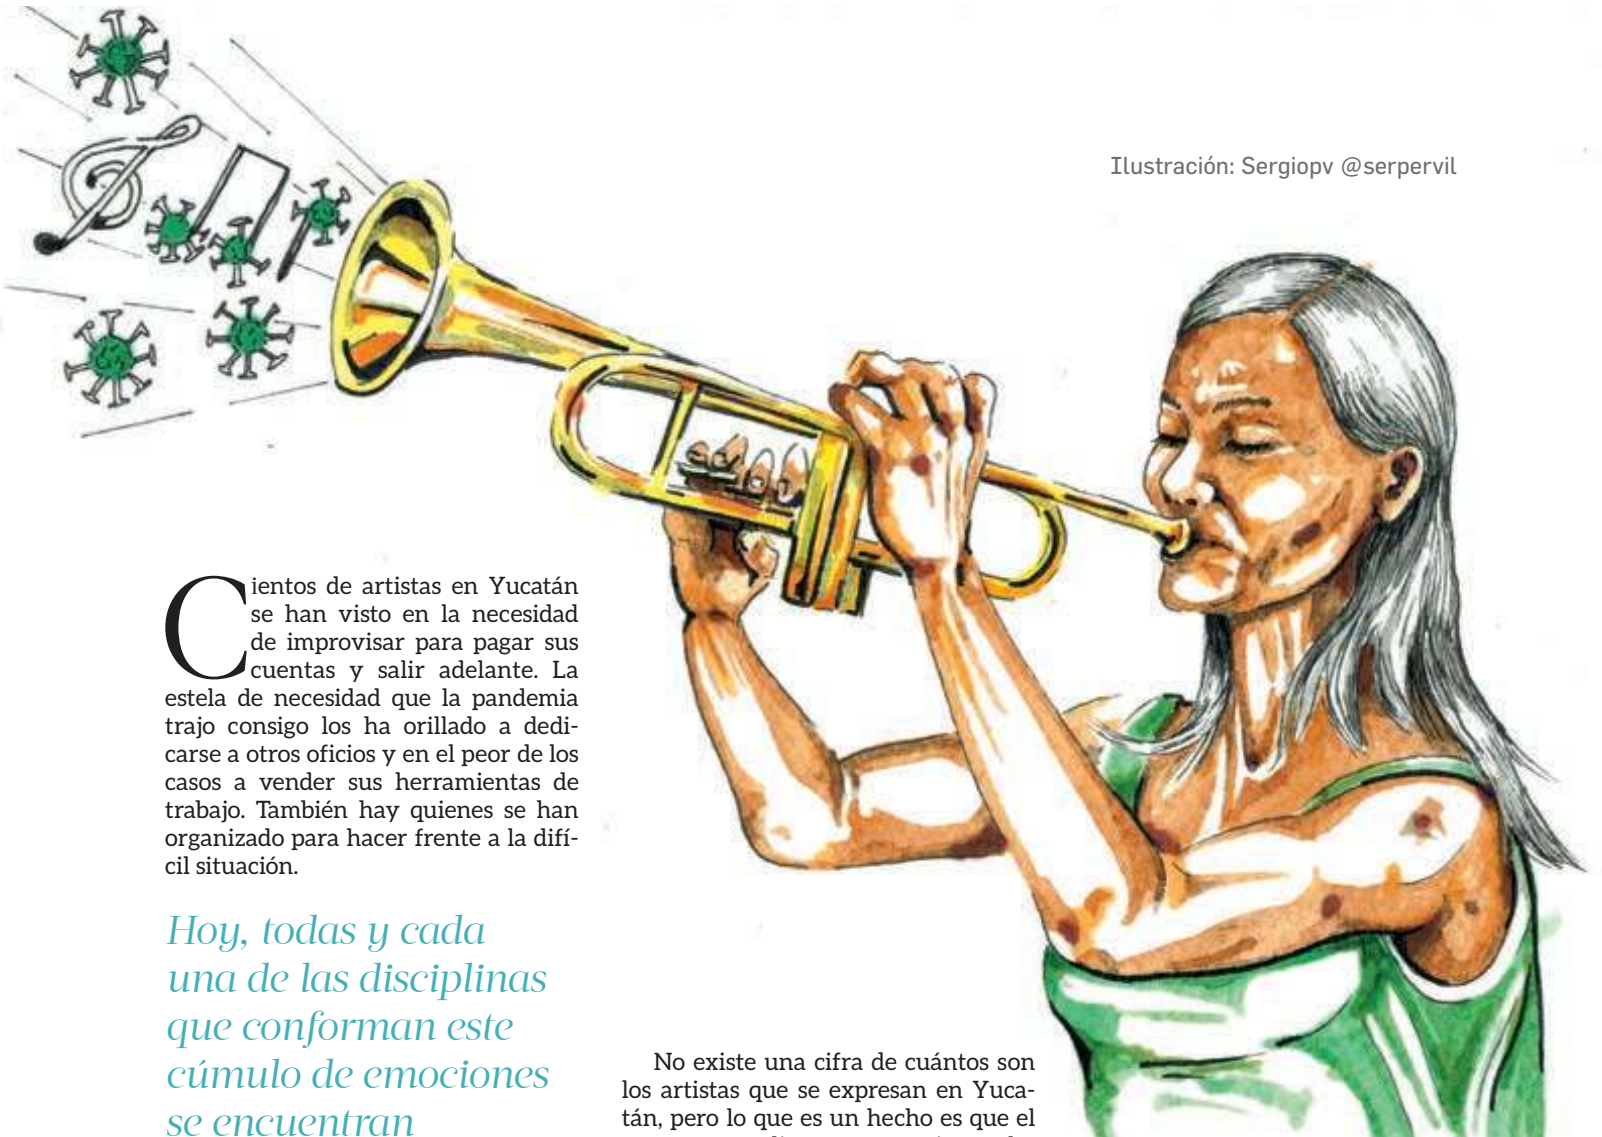 Ilustración: Sergiopv @serpervil
Cientos de artistas en Yucatán
se han visto en la necesidad
de improvisar para pagar sus
cuentas y salir adelante. La
estela de necesidad que la pandemia
trajo consigo los ha orillado a dedi-
carse a otros oficios y en el peor de los
casos a vender sus herramientas de
trabajo. También hay quienes se han
organizado para hacer frente a la difí-
cil situación.
Hoy, todas y cada
una de las disciplinas
que conforman este
cúmulo de emociones
se encuentran
No existe una cifra de cuántos son
los artistas que se expresan en Yuca-
tán, pero lo que es un hecho es que el